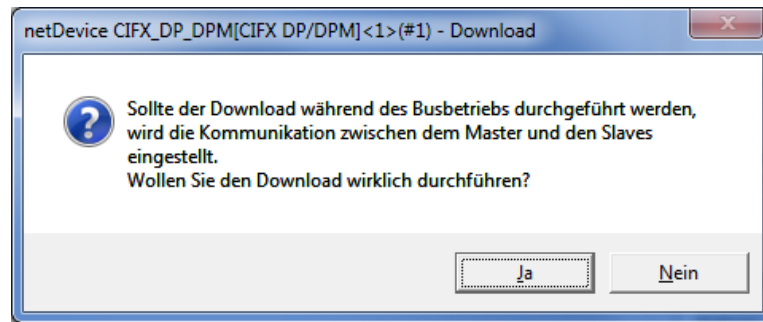 netDevice CIFX_DP_DPM[CIFX DP/DPM]<1>(#1) - Download
Sollte der Download während des Busbetriebs durchgeführt werden,
wird die Kommunikation zwischen dem Master und den Slaves
eingestellt.
Wollen Sie den Download wirklich durchführen?
Ja
Nein